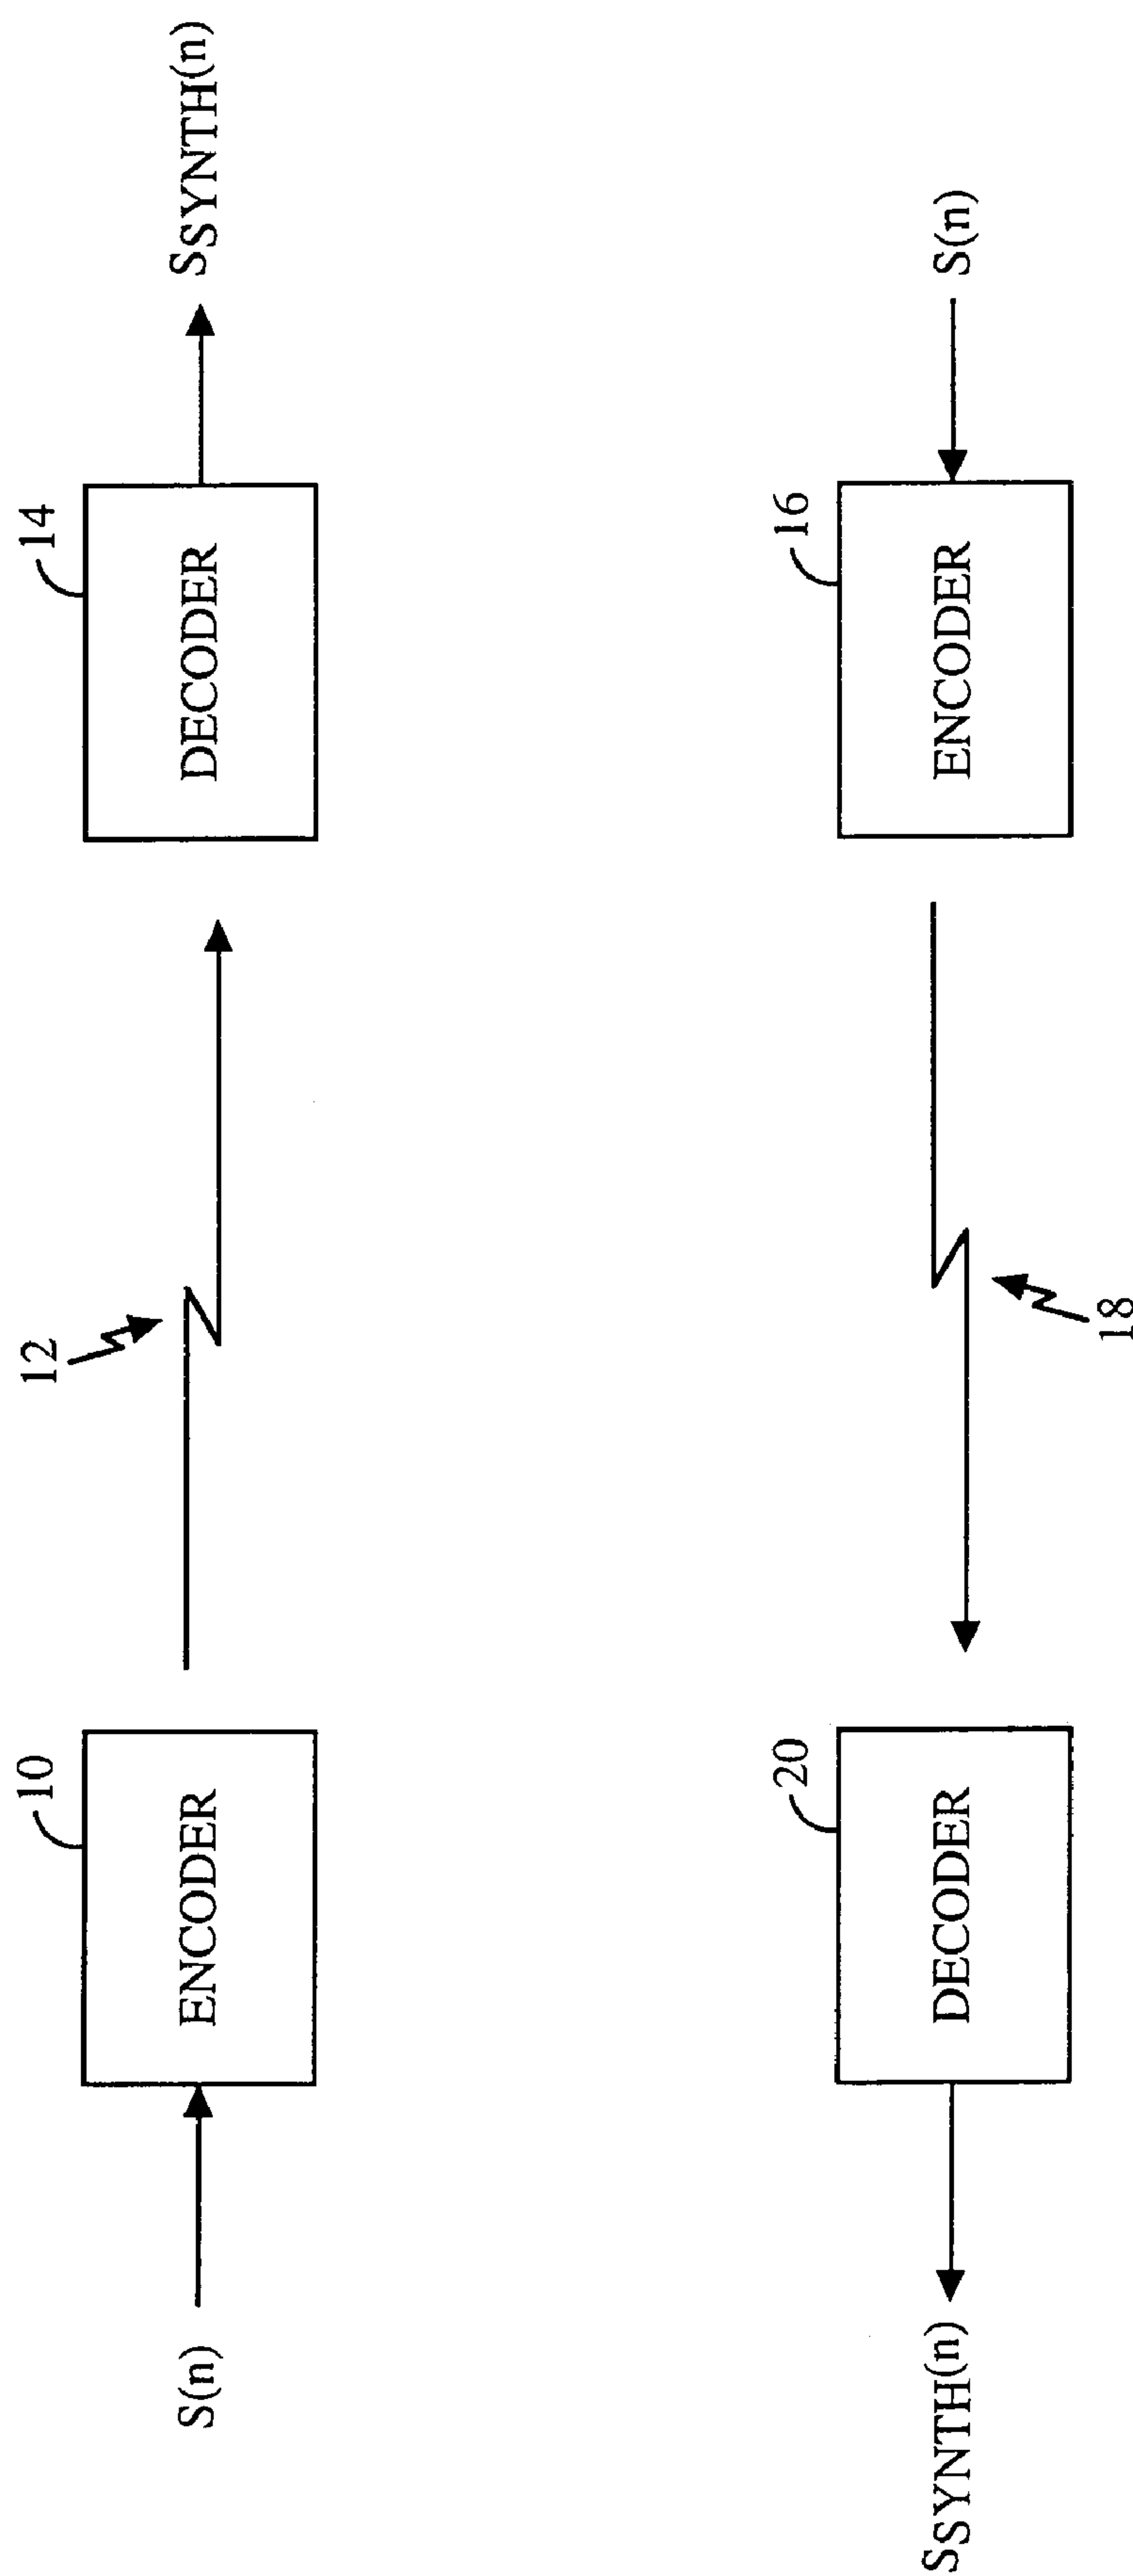 10
12
14
S(n)
ENCODER
DECODER
SSYNTH(n)
20
16
SSYNTH(n)
DECODER
ENCODER
S(n)
18